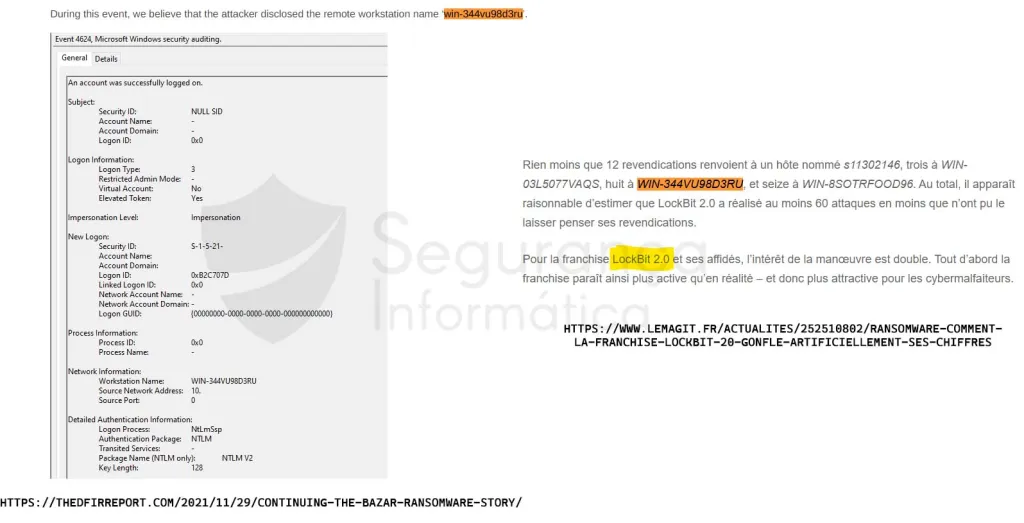 During this event, we believe that the attacker disclosed the remote workstation name 'win-344vu98d3ru'.
Event 4624, Microsoft Windows security auditing.
General Details
An account was successfully logged on.
Subject:
Security ID: NULL SID
Account Name: -
Account Domain: -
Logon ID: 0x0
Logon Information:
Logon Type: 3
Restricted Admin Mode: -
Virtual Account: No
Elevated Token: Yes
Impersonation Level: Impersonation
New Logon:
Security ID: S-1-5-21-
Account Name:
Account Domain:
Logon ID: 0xB2C707D
Linked Logon ID: 0x0
Network Account Name: -
Network Account Domain: -
Logon GUID: {00000000-0000-0000-0000-000000000000}
Process Information:
Process ID: 0x0
Process Name: -
Network Information:
Workstation Name: WIN-344VU98D3RU
Source Network Address: 10.
Source Port: 0
Detailed Authentication Information:
Logon Process: NtLmSsp
Authentication Package: NTLM
Transited Services: -
Package Name (NTLM only): NTLM V2
Key Length: 128
HTTPS://THEDFIRREPORT.COM/2021/11/29/CONTINUING-THE-BAZAR-RANSOMWARE-STORY/
Rien moins que 12 revendications renvoient à un hôte nommé s11302146, trois à WIN-
03L5077VAQS, huit à WIN-344VU98D3RU, et seize à WIN-8SOTRFOOD96. Au total, il apparaît
raisonnable d'estimer que LockBit 2.0 a réalisé au moins 60 attaques en moins que n'ont pu le
laisser penser ses revendications.
Pour la franchise LockBit 2.0 et ses affidés, l'intérêt de la manœuvre est double. Tout d'abord la
franchise paraît ainsi plus active qu'en réalité – et donc plus attractive pour les cybermalfaiteurs.
HTTPS://WWW.LEMAGIT.FR/ACTUALITES/252510802/RANSOMWARE-COMMENT-
LA-FRANCHISE-LOCKBIT-20-GONFLE-ARTIFICIELLEMENT-SES-CHIFFRES
Segurança
Informática